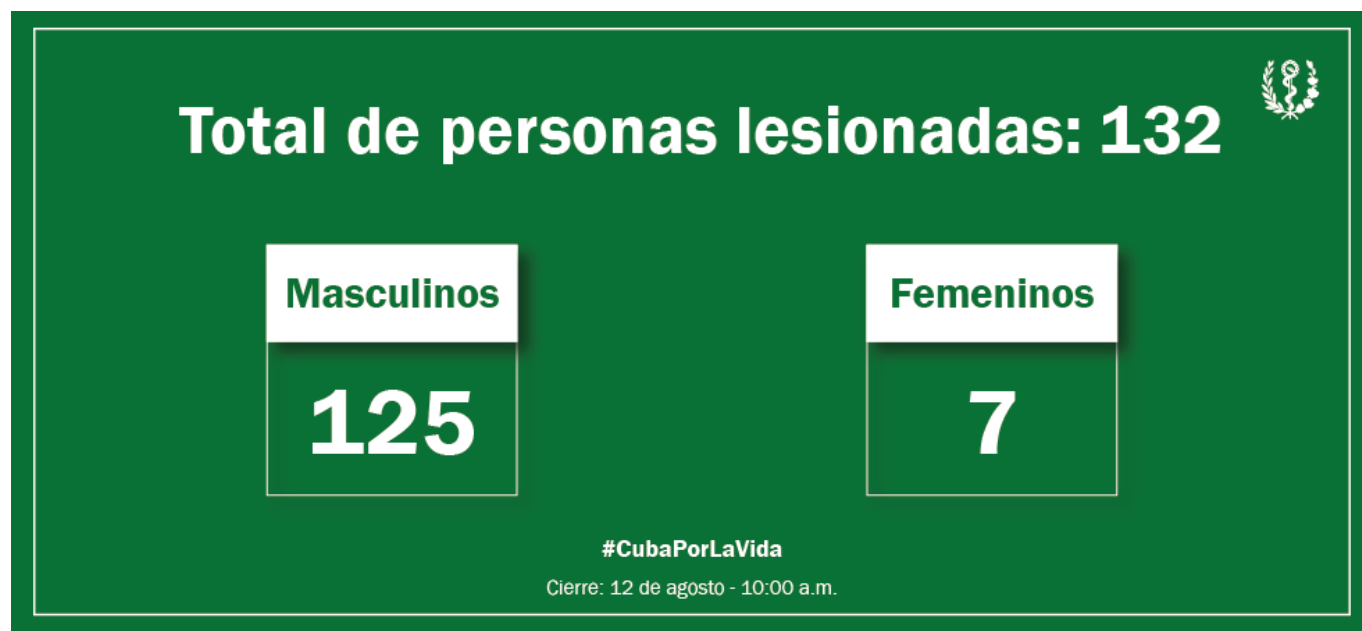 Total de personas lesionadas: 132
Masculinos
Femeninos
125
7
#CubaPorLaVida
Cierre: 12 de agosto - 10:00 a.m.